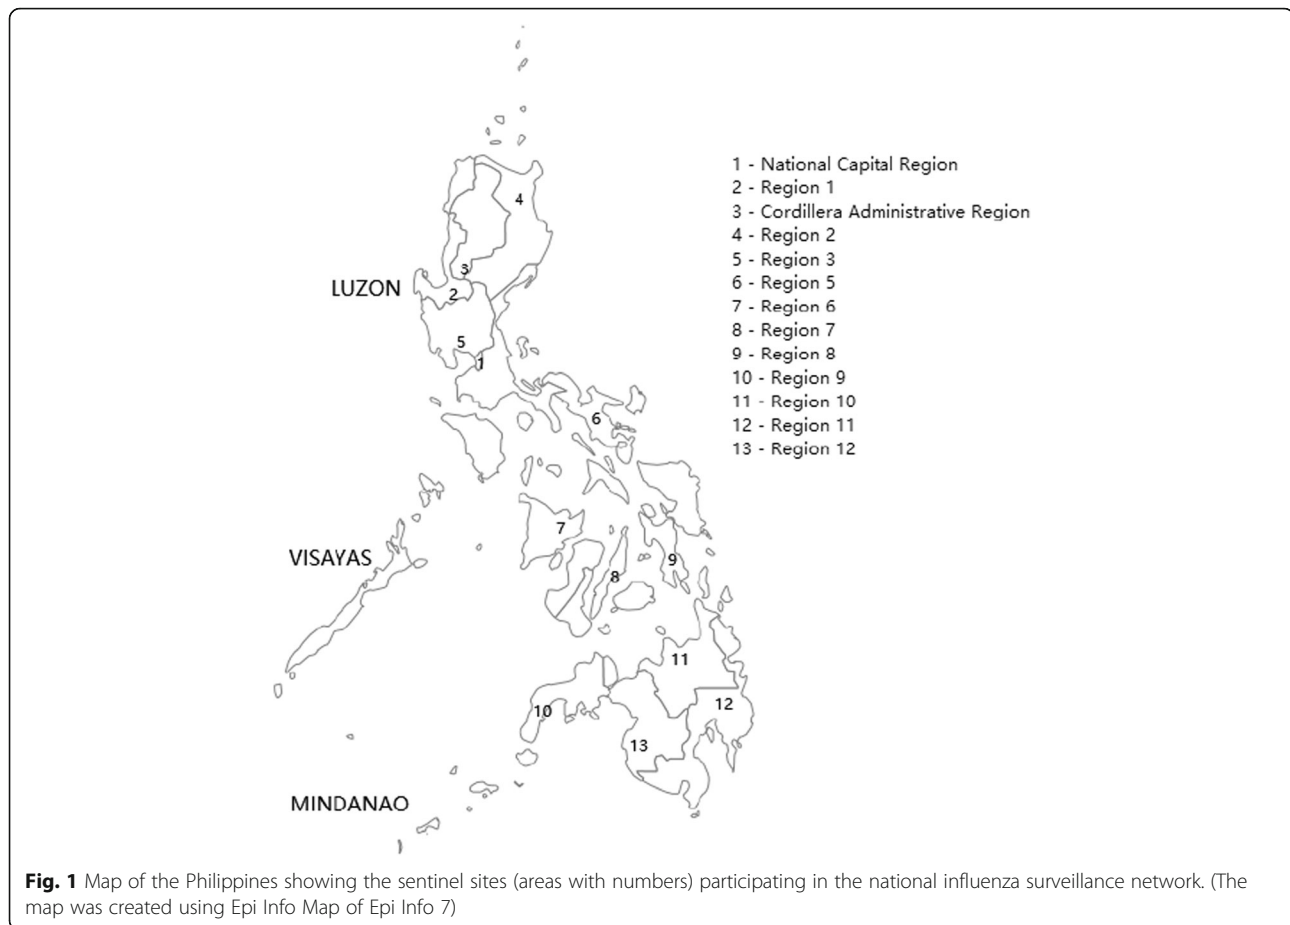 1 - National Capital Region
2 - Region 1
3 - Cordillera Administrative Region
4 - Region 2
5 - Region 3
6 - Region 5
7 - Region 6
8 - Region 7
9 - Region 8
10 - Region 9
11 - Region 10
12 - Region 11
13 - Region 12
4
3
LUZON
2
5
1
6
7
VISAYAS
9
8
11
12
10
13
MINDANAO
Fig. 1 Map of the Philippines showing the sentinel sites (areas with numbers) participating in the national influenza surveillance network. (The
map was created using Epi Info Map of Epi Info 7)